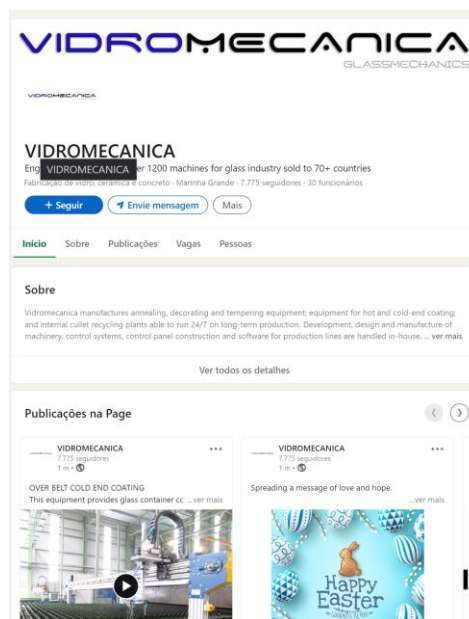 VIDROMECANICA
GLASSMECHANICS
VIDROMECANICA
VIDROMECANICA
Eng VIDROMECANICA er 1200 machines for glass industry sold to 70+ countries
Fabricação de vidro, cerâmica e concreto · Marinha Grande · 7.775 seguidores · 30 funcionários
+ Seguir Envie mensagem Mais
Início Sobre Publicações Vagas Pessoas
Sobre
Vidromecanica manufactures annealing, decorating and tempering equipment; equipment for hot and cold-end coating;
and internal cullet recycling plants able to run 24/7 on long-term production. Development, design and manufacture of
machinery, control systems, control panel construction and software for production lines are handled in-house. ... ver mais
Ver todos os detalhes
Publicações na Page
VIDROMECANICA
7.775 seguidores
1 m •
OVER BELT COLD END COATING
This equipment provides glass container cc ...ver mais
VIDROMECANICA
7.775 seguidores
1 m •
Spreading a message of love and hope.
...ver mais
Happy
Easter